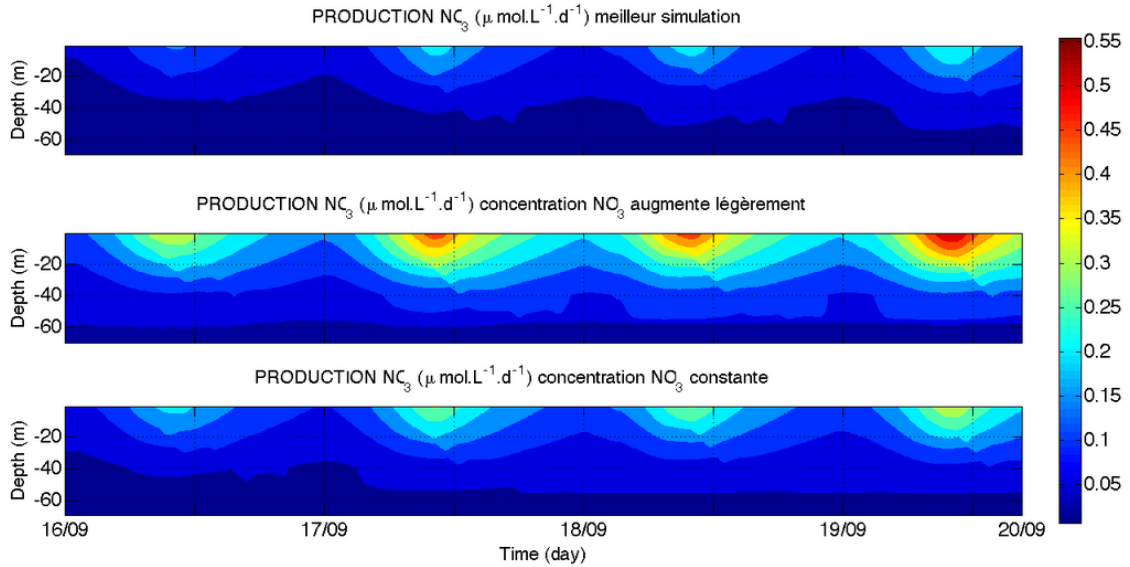 PRODUCTION NO3 (μ mol.L-1.d-1) meilleur simulation
Depth (m)
-20
-40
-60
PRODUCTION NO3 (μ mol.L-1.d-1) concentration NO3 augmente légèrement
Depth (m)
-20
-40
-60
PRODUCTION NO3 (μ mol.L-1.d-1) concentration NO3 constante
Depth (m)
-20
-40
-60
16/09 17/09 18/09 19/09 20/09
Time (day)
0.55
0.5
0.45
0.4
0.35
0.3
0.25
0.2
0.15
0.1
0.05